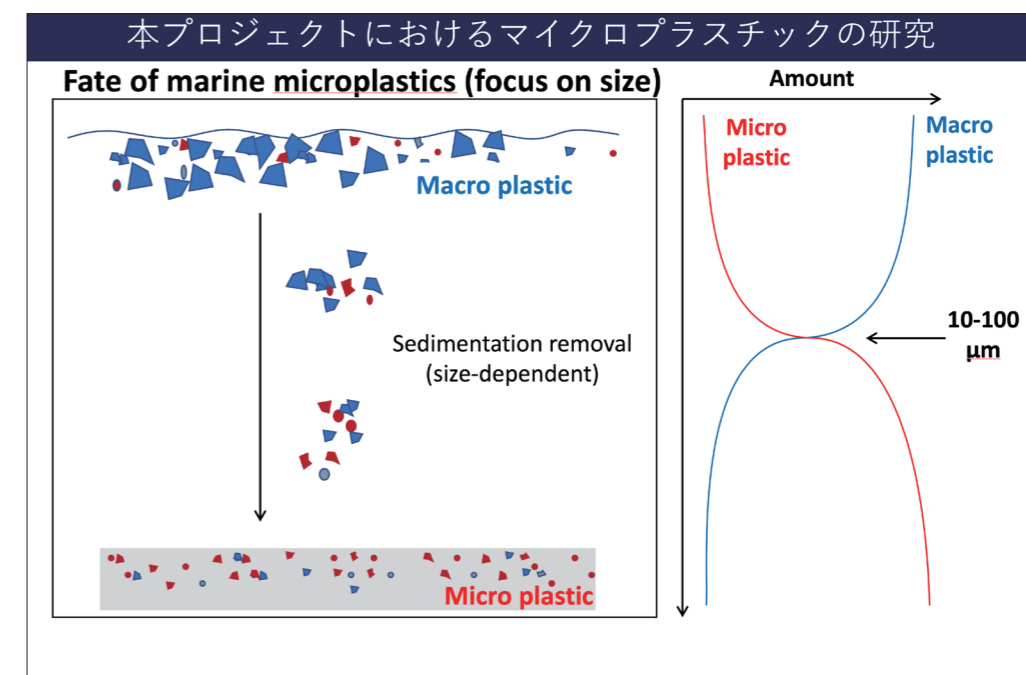 本プロジェクトにおけるマイクロプラスチックの研究
Fate of marine microplastics (focus on size)
Macro plastic
Sedimentation removal
(size-dependent)
Micro plastic
Amount
Micro
plastic
Macro
plastic
10-100
μm